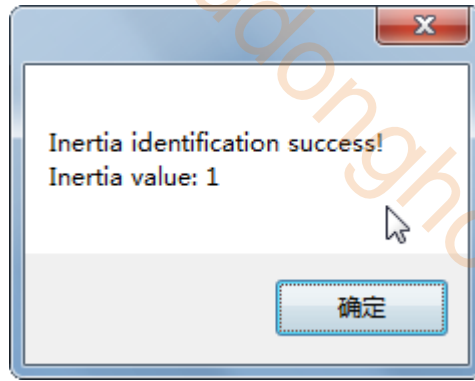 Inertia identification success!
Inertia value: 1
确定